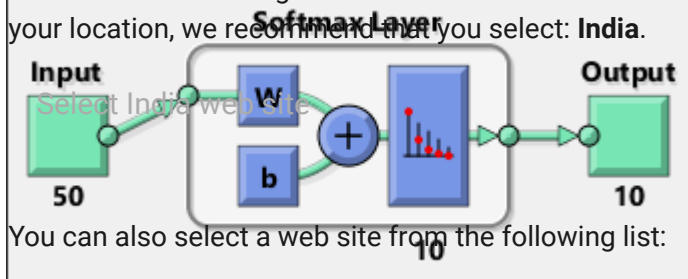 Softmax Layer
your location, we recommend that you select: India.
Input
Output
Select India web site
W
+
b
50
10
You can also select a web site from the following list:
10